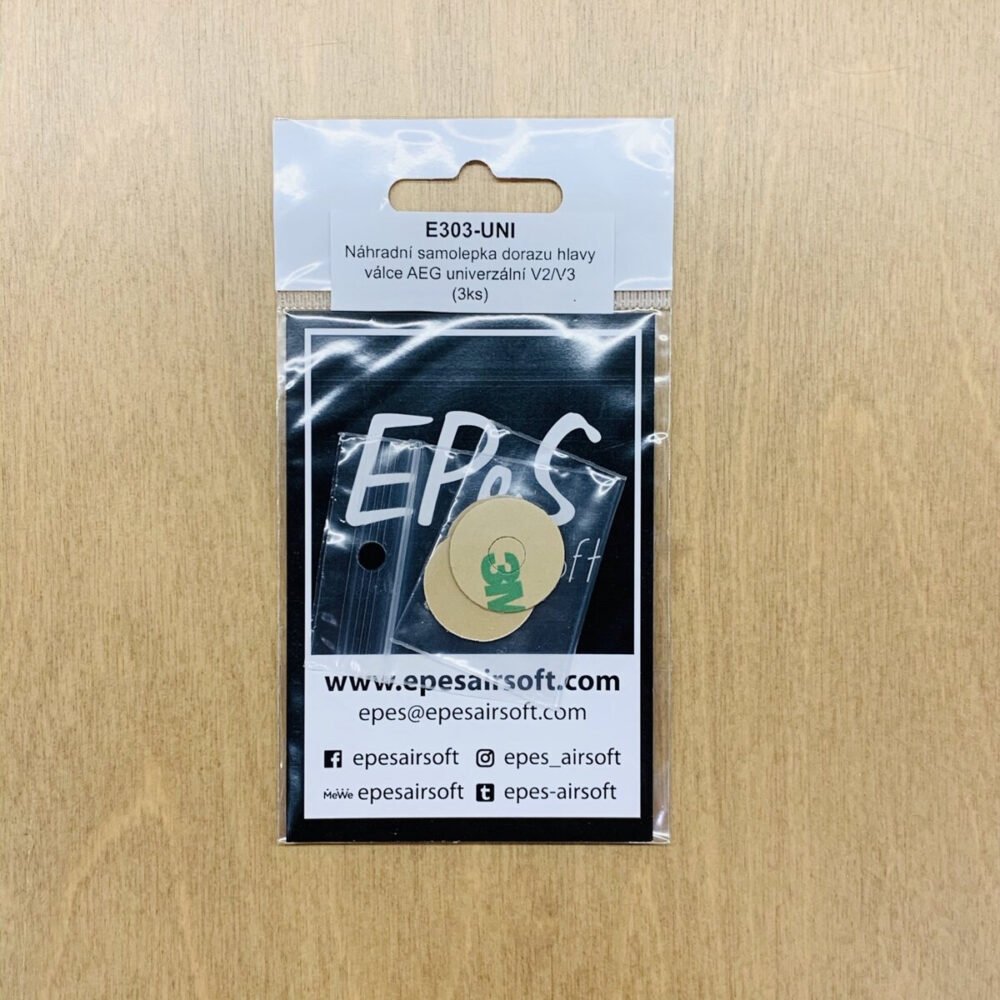 E303-UNI
Náhradní samolepka dorazu hlavy
válce AEG univerzální V2/V3
(3ks)
EPeS
3M
www.epesairsoft.com
epes@epesairsoft.com
epesairsoft epes_airsoft
MeWe epesairsoft t epes-airsoft